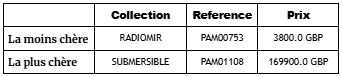 Collection Reference Prix
La moins chère RADIOMIR PAM00753 3800.0 GBP
La plus chère SUBMERSIBLE PAM01108 169900.0 GBP